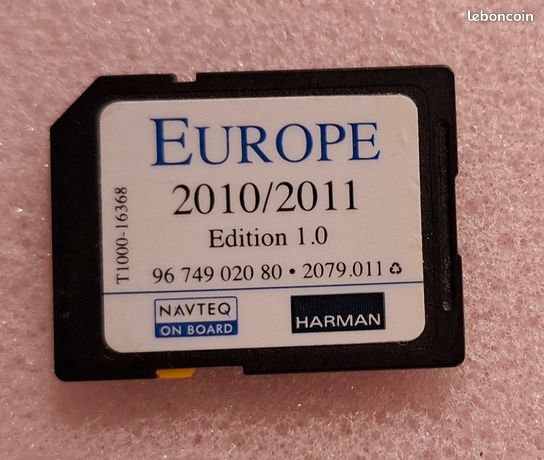 leboncoin
EUROPE
2010/2011
Edition 1.0
96 749 020 80 • 2079.011
T1000-16368
NAVTEQ
ON BOARD
HARMAN